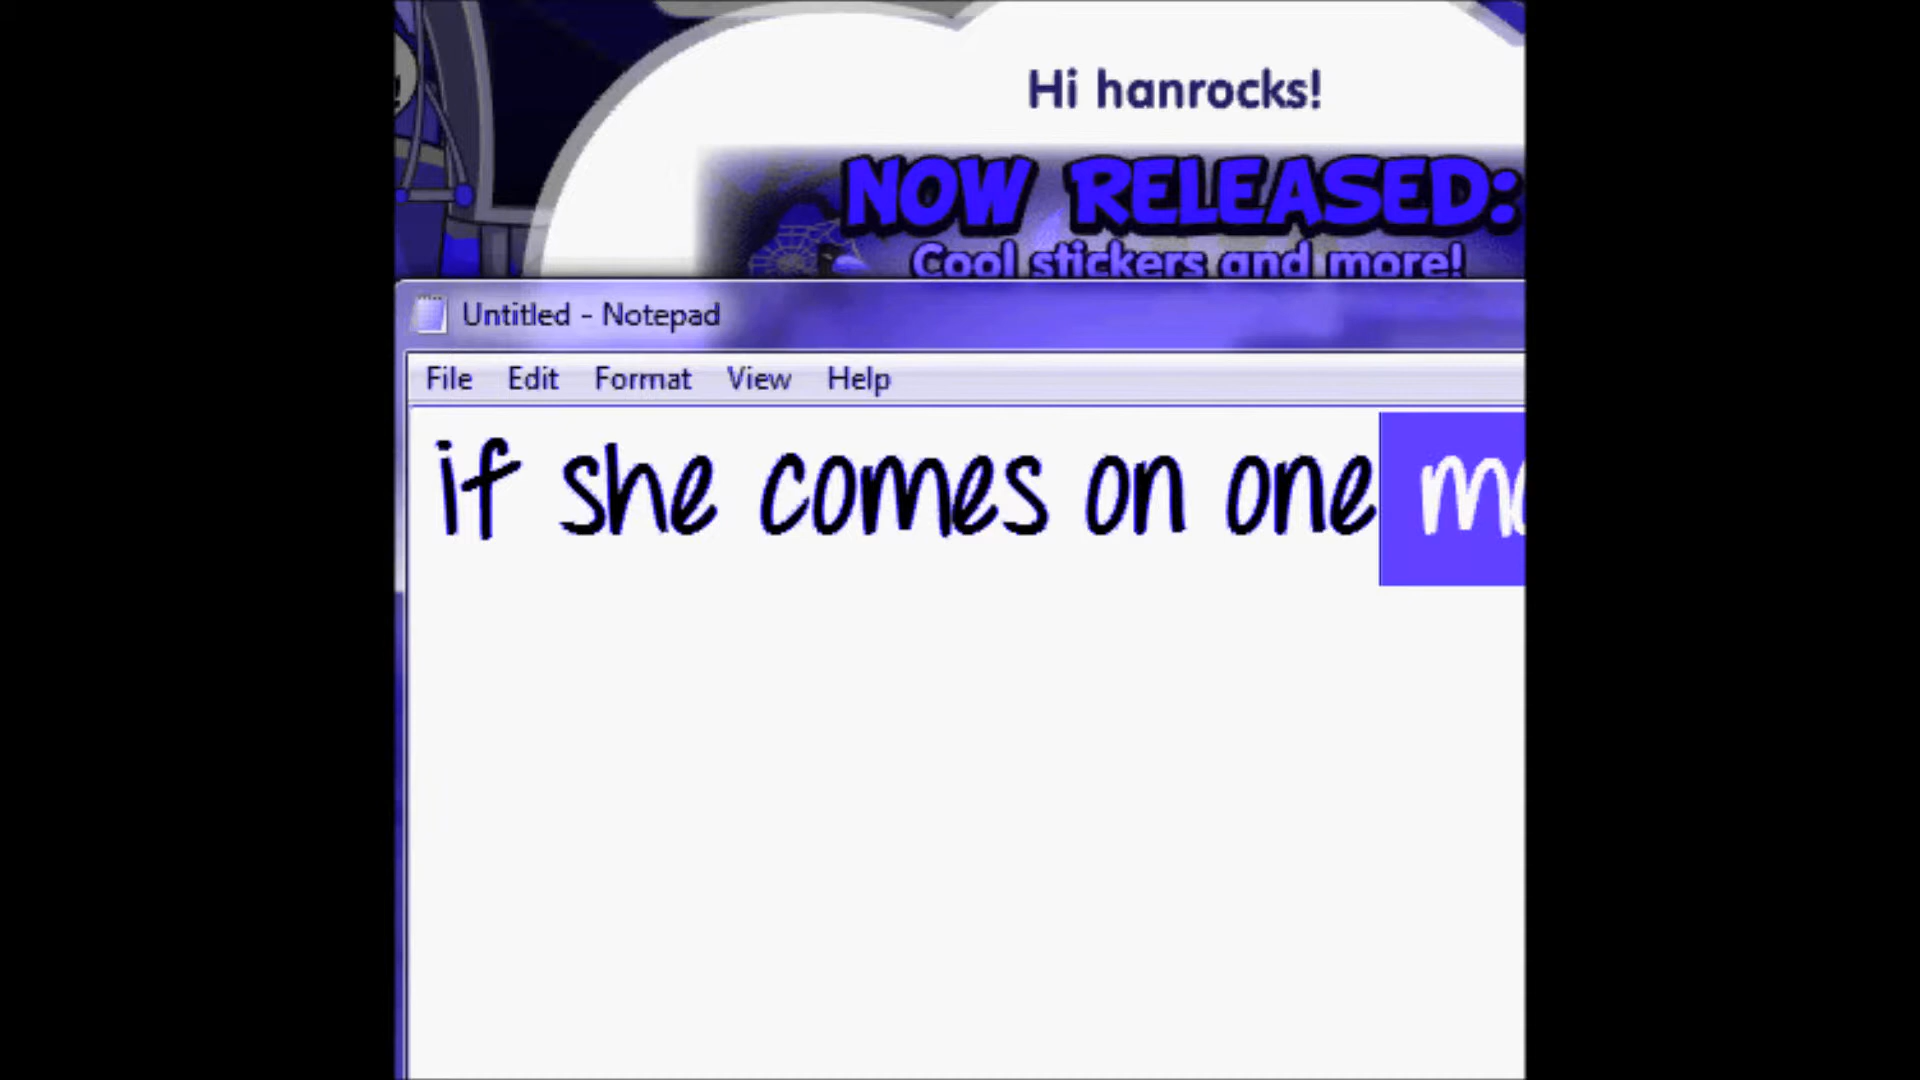 Hi hanrocks!
NOW RELEASED:
Cool stickers and more!
Untitled - Notepad
File Edit Format View Help
if she comes on one